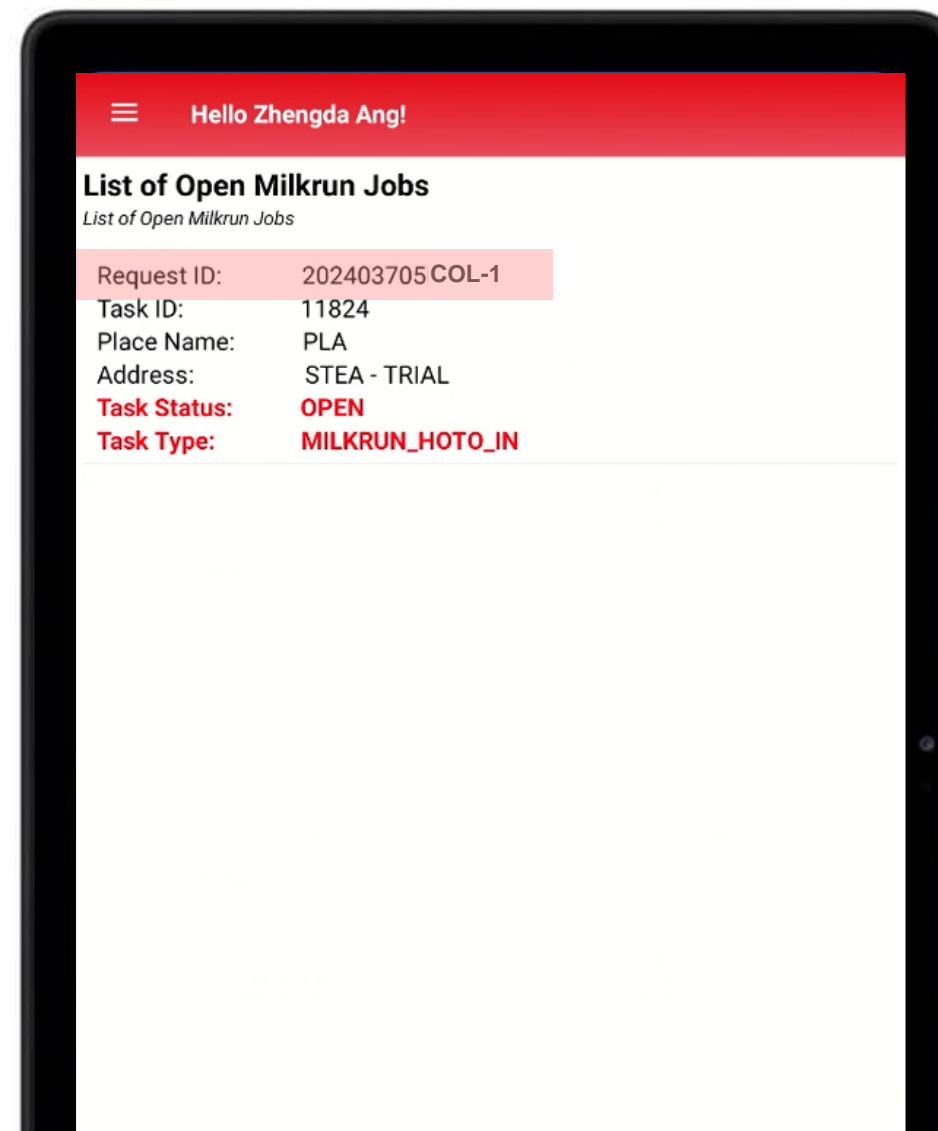 Hello Zhengda Ang!
List of Open Milkrun Jobs
List of Open Milkrun Jobs
Request ID: 202403705 COL-1
Task ID: 11824
Place Name: PLA
Address: STEA - TRIAL
Task Status: OPEN
Task Type: MILKRUN_HOTO_IN